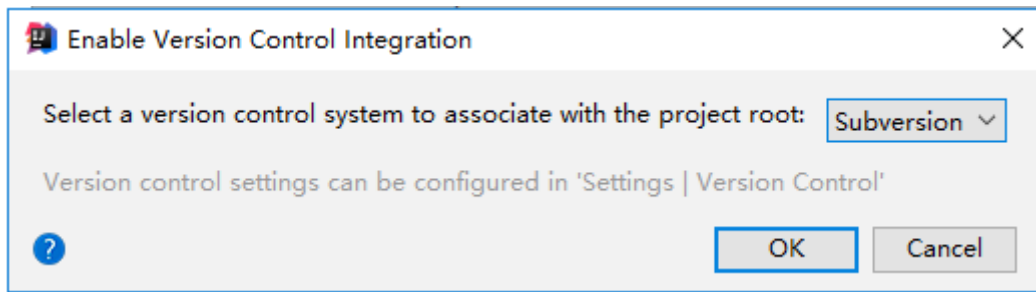 Enable Version Control Integration
Select a version control system to associate with the project root: Subversion
Version control settings can be configured in 'Settings | Version Control'
? OK Cancel